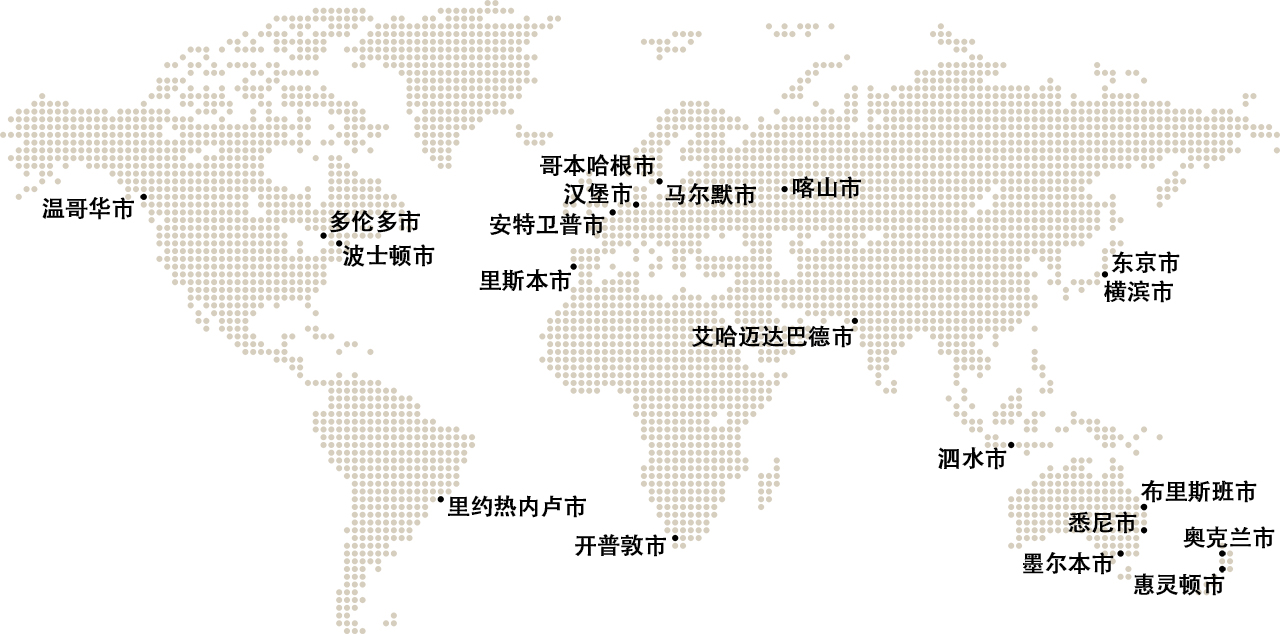 哥本哈根市
喀山市
汉堡市
马尔默市
温哥华市
多伦多市
安特卫普市
波士顿市
东京市
里斯本市
横滨市
艾哈迈达巴德市
泗水市
布里斯班市
里约热内卢市
悉尼市
奥克兰市
开普敦市
墨尔本市
惠灵顿市